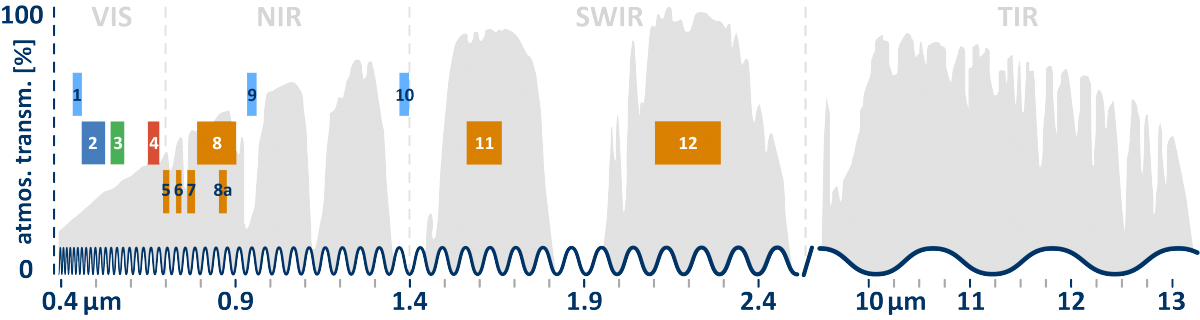 100 VIS NIR SWIR TIR
atmos. transm. [%]
1 9 10
2 3 4 8 11 12
5 6 7 8a
0
0.4 µm 0.9 1.4 1.9 2.4 10 µm 11 12 13